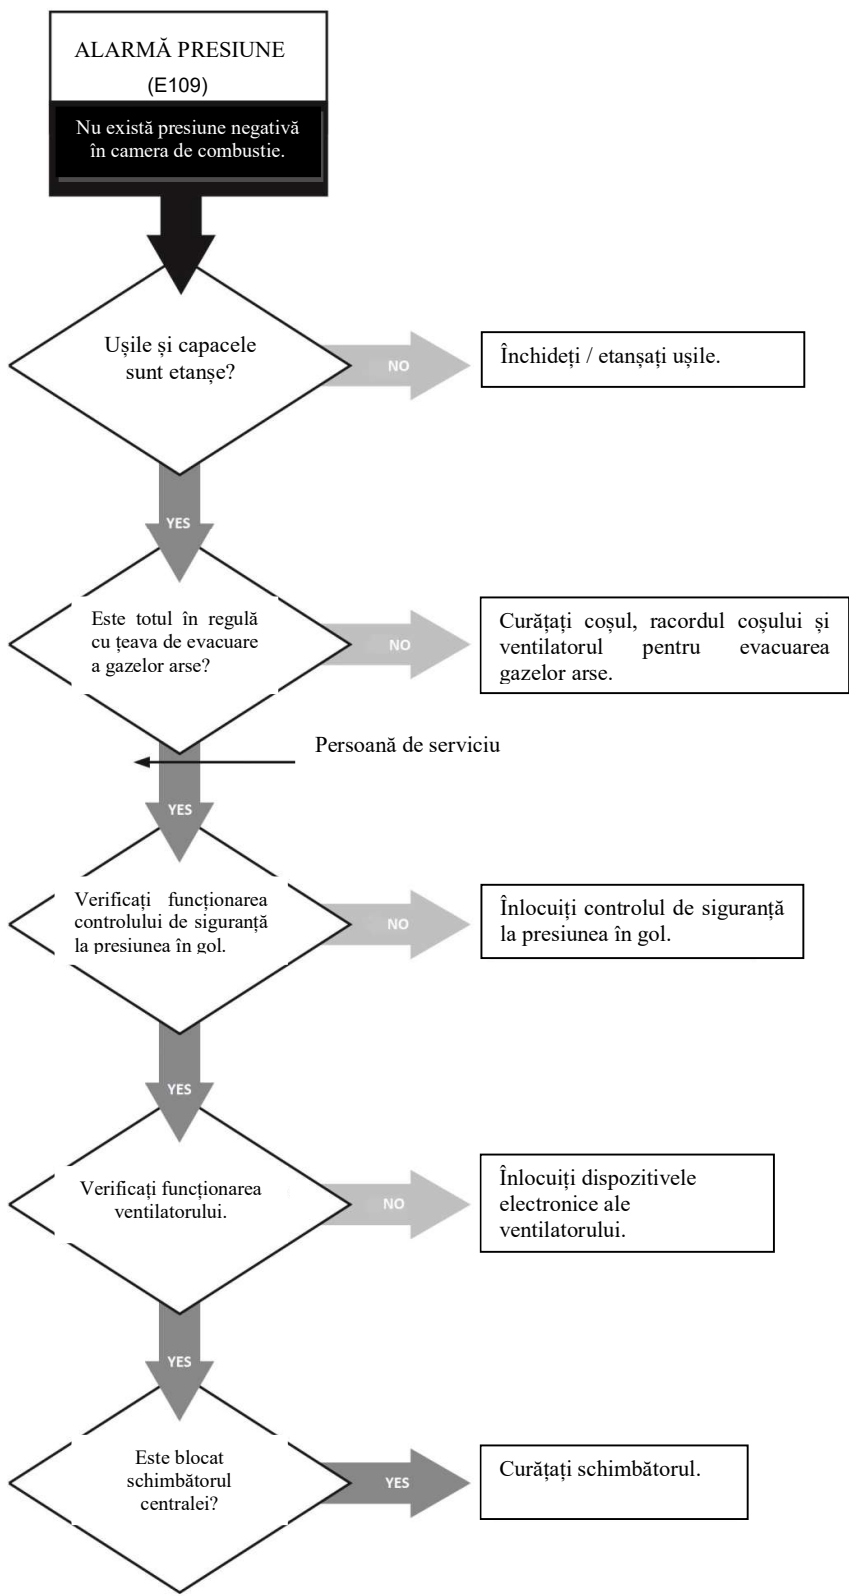 ALARMĂ PRESIUNE
(E109)
Nu există presiune negativă
în camera de combustie.
Ușile și capacele
sunt etanșe?
NO
Închideți / etanșați ușile.
YES
Este totul în regulă
cu țeava de evacuare
a gazelor arse?
NO
Curățați coșul, racordul coșului și
ventilatorul pentru evacuarea
gazelor arse.
Persoană de serviciu
YES
Verificați funcționarea
controlului de siguranță
la presiunea în gol.
NO
Înlocuiți controlul de siguranță
la presiunea în gol.
YES
Verificați funcționarea
ventilatorului.
NO
Înlocuiți dispozitivele
electronice ale
ventilatorului.
YES
Este blocat
schimbătorul
centralei?
YES
Curățați schimbătorul.